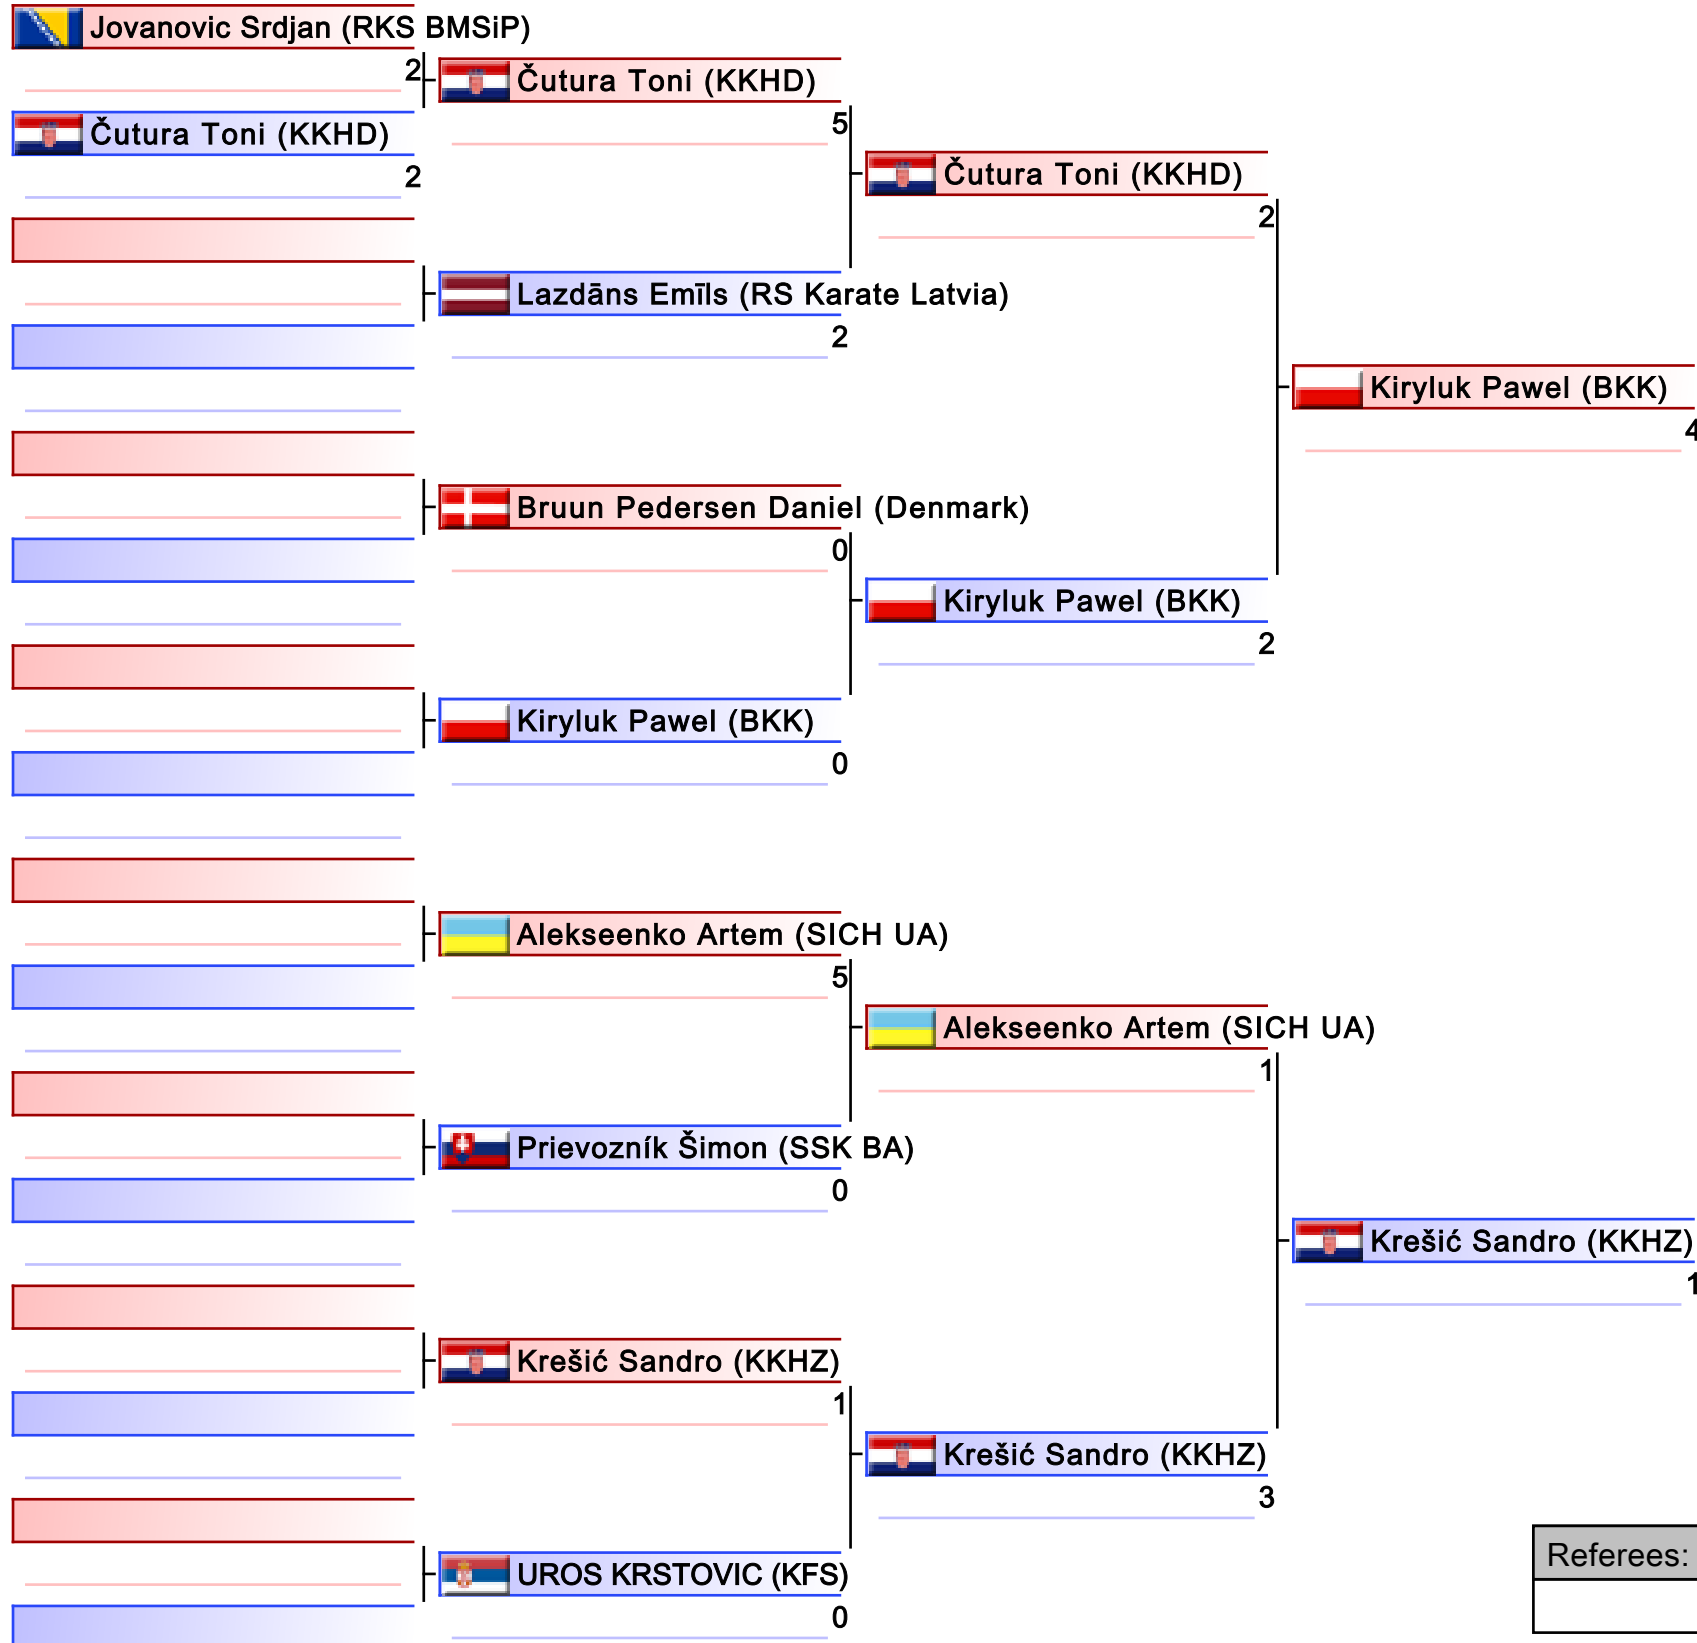 Jovanovic Srdjan (RKS BMSiP)
2
Čutura Toni (KKHD)
2
Čutura Toni (KKHD)
5
Lazdāns Emīls (RS Karate Latvia)
2
Bruun Pedersen Daniel (Denmark)
0
Kiryluk Pawel (BKK)
0
Alekseenko Artem (SICH UA)
5
Prievozník Šimon (SSK BA)
0
Krešić Sandro (KKHZ)
1
UROS KRSTOVIC (KFS)
0
Čutura Toni (KKHD)
2
Kiryluk Pawel (BKK)
2
Alekseenko Artem (SICH UA)
1
Krešić Sandro (KKHZ)
3
Kiryluk Pawel (BKK)
4
Krešić Sandro (KKHZ)
1
Referees: